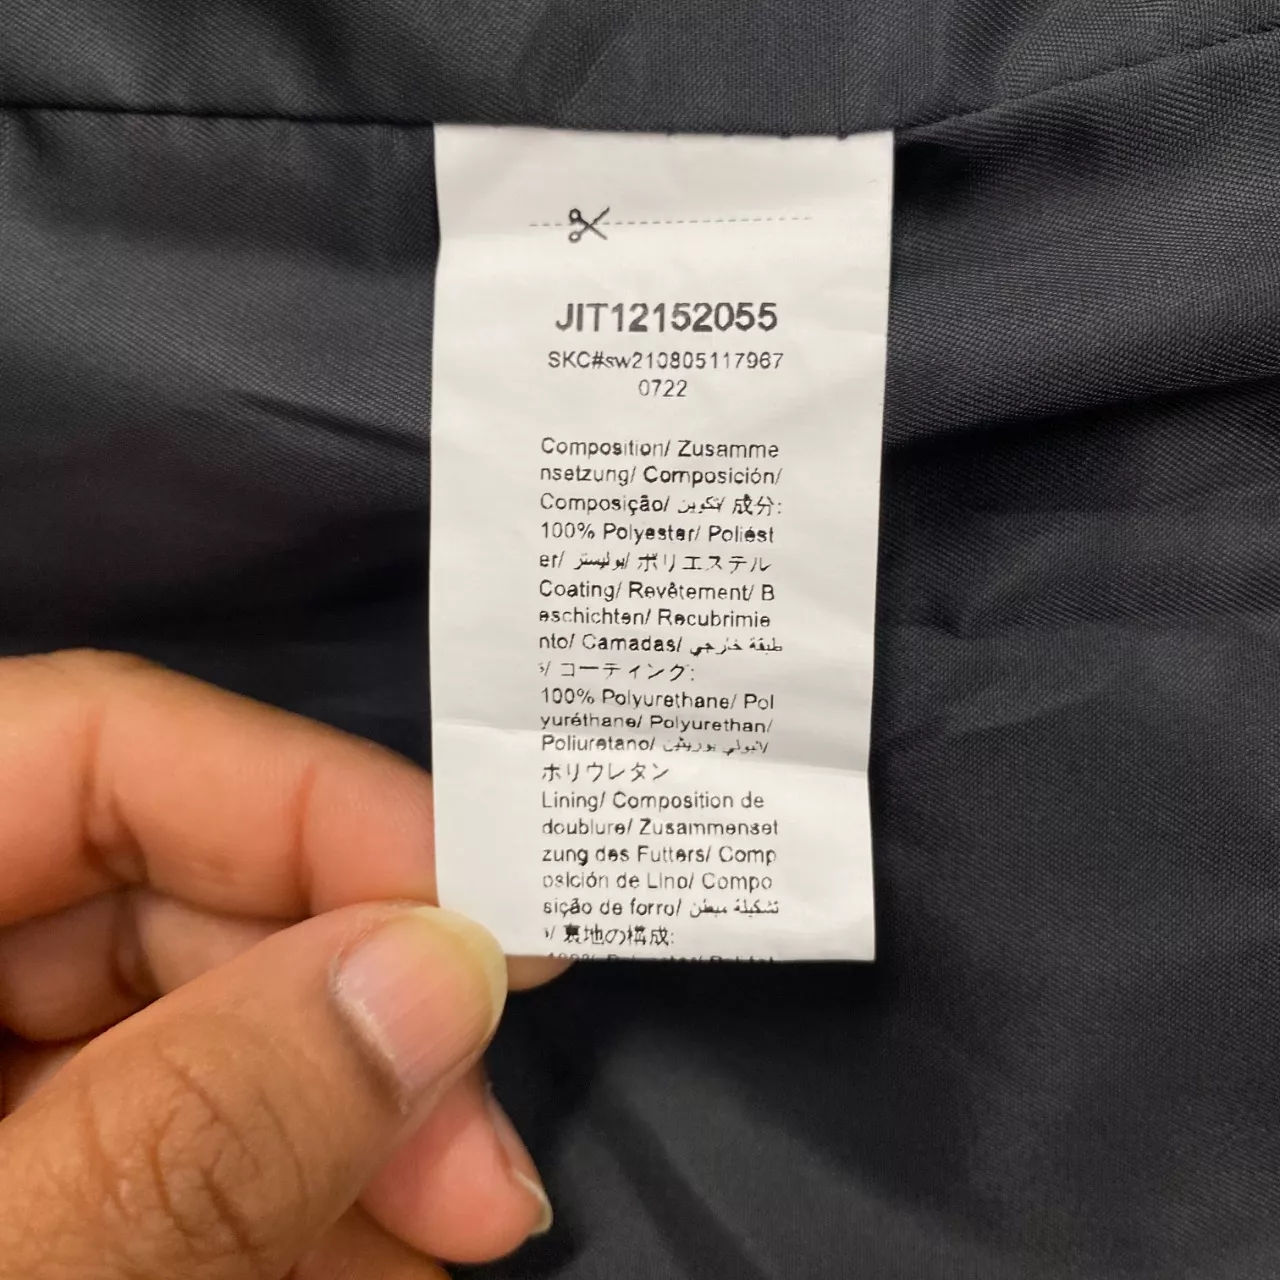 JIT12152055
SKC#sw210805117967
0722
Composition/ Zusamme
nsetzung/ Composición/
Composição/ تكوين/ 成分:
100% Polyester/ Poliést
er/ بوليستر/ ポリエステル
Coating/ Revêtement/ B
eschichten/ Recubrimie
nto/ Camadas/ طبقة خارجي
/ コーティング:
100% Polyurethane/ Pol
yuréthane/ Polyurethan/
Poliuretano/
ポリウレタン
Lining/ Composition de
doublure/ Zusammenset
zung des Futters/ Comp
osición de Lino/ Compo
sição de forro/ تشكيلة مبطن
/ 裏地の構成: